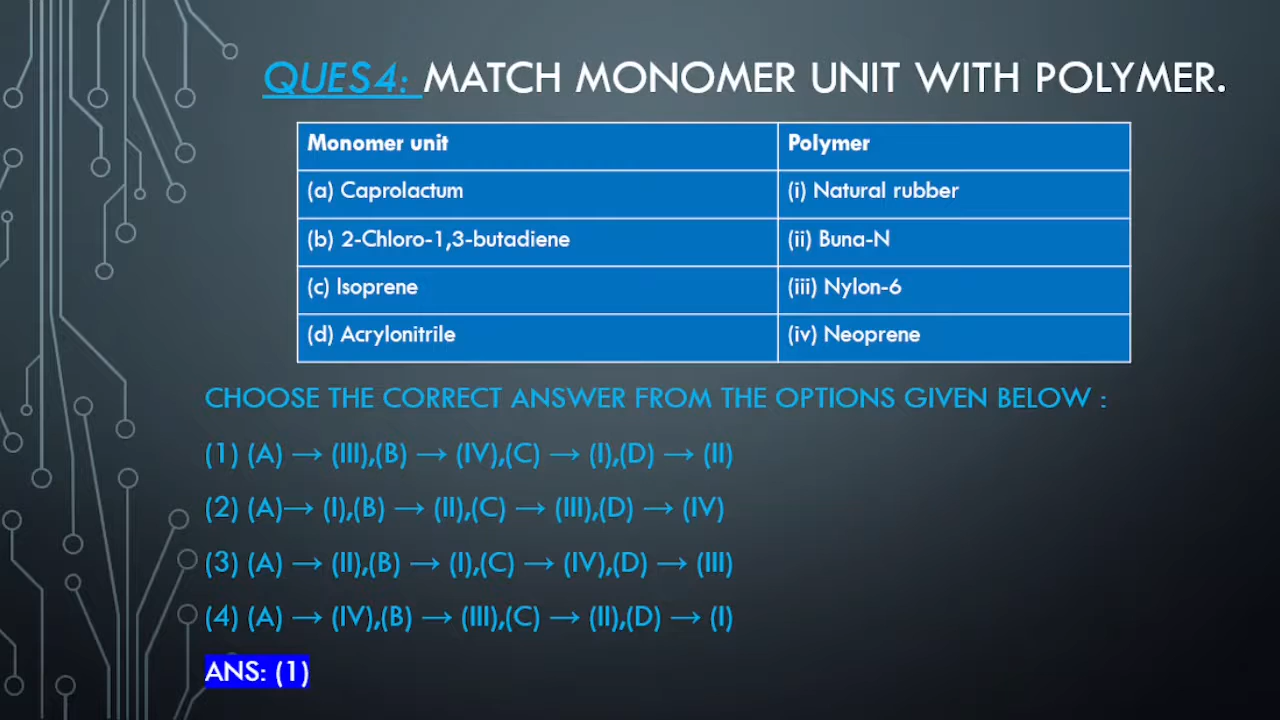 QUES4: MATCH MONOMER UNIT WITH POLYMER.
Monomer unit Polymer
(a) Caprolactum (i) Natural rubber
(b) 2-Chloro-1,3-butadiene (ii) Buna-N
(c) Isoprene (iii) Nylon-6
(d) Acrylonitrile (iv) Neoprene
CHOOSE THE CORRECT ANSWER FROM THE OPTIONS GIVEN BELOW :
(1) (A) → (III),(B) → (IV),(C) → (I),(D) → (II)
(2) (A)→ (I),(B) → (II),(C) → (III),(D) → (IV)
(3) (A) → (II),(B) → (I),(C) → (IV),(D) → (III)
(4) (A) → (IV),(B) → (III),(C) → (II),(D) → (I)
ANS: (1)